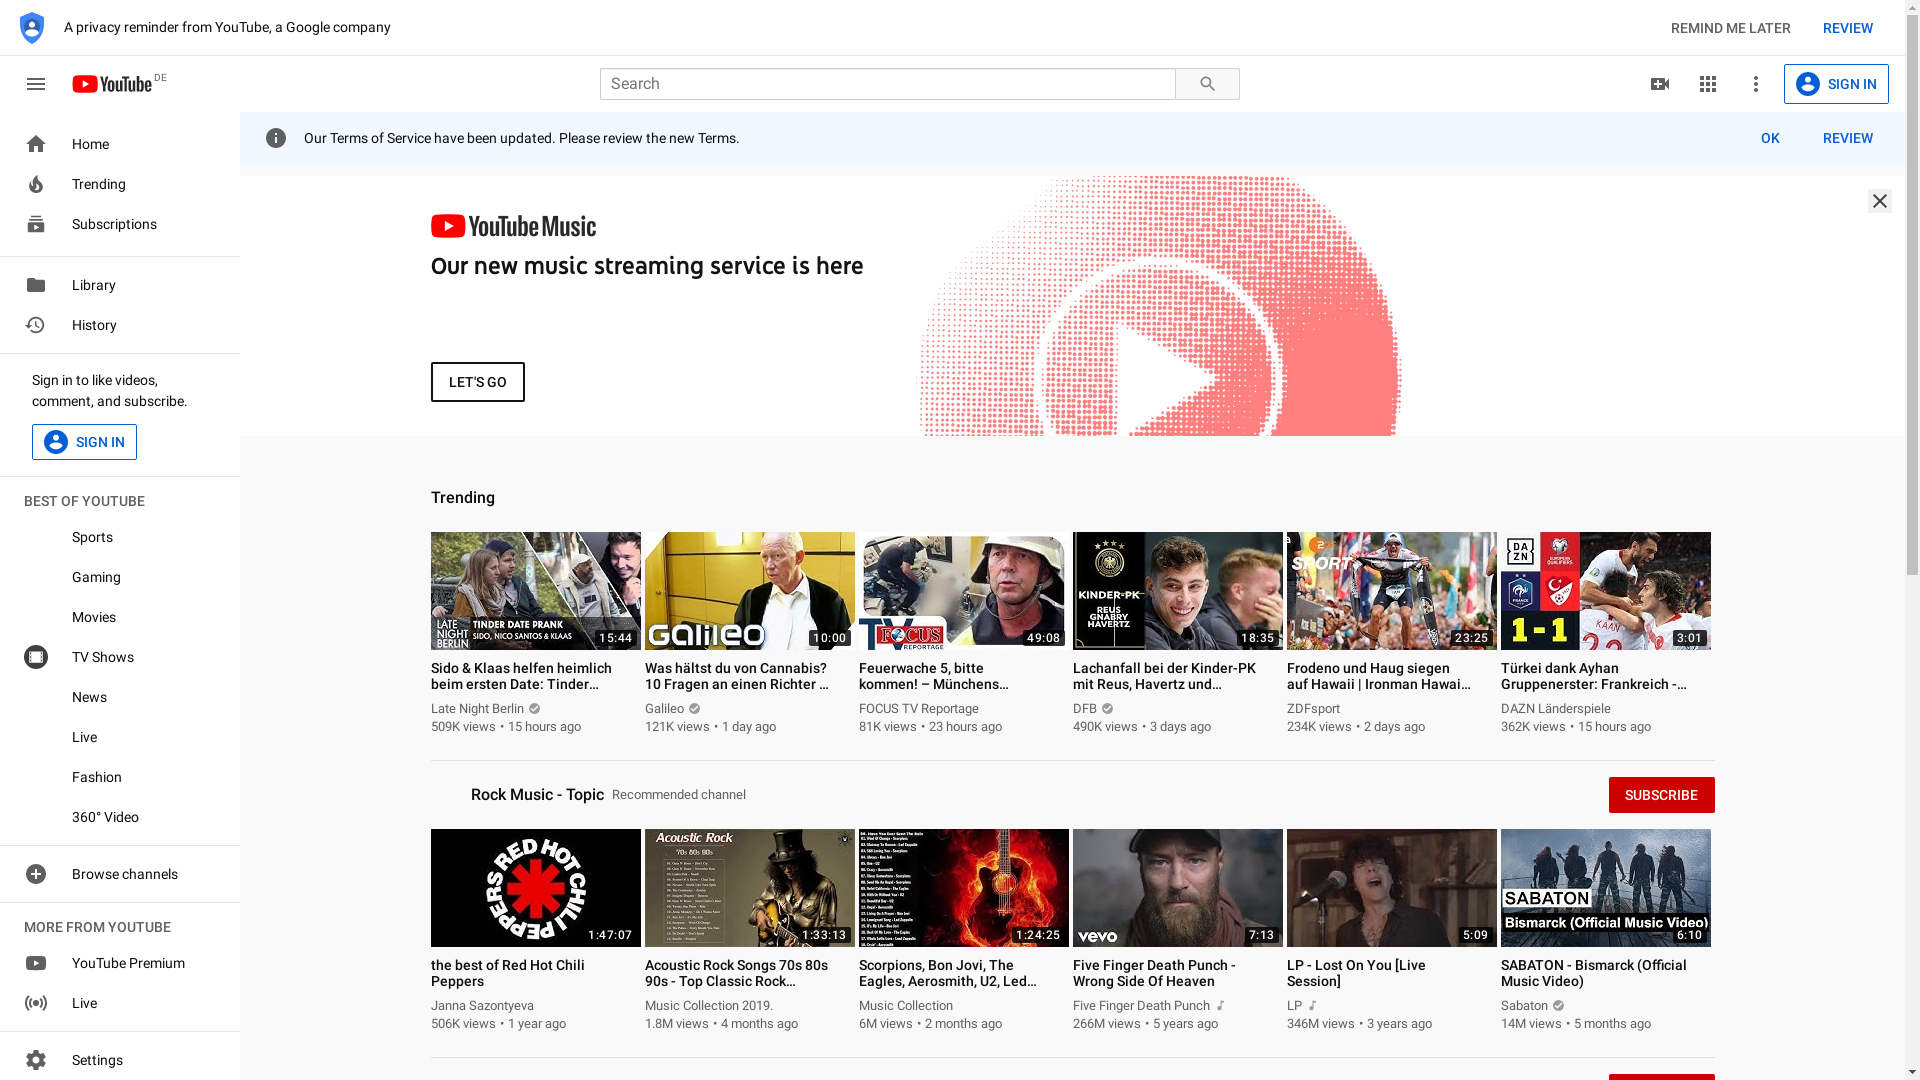 A privacy reminder from YouTube, a Google company
REMIND ME LATER
REVIEW
YouTube DE
Search
SIGN IN
Home
Trending
Subscriptions
Library
History
Sign in to like videos,
comment, and subscribe.
SIGN IN
BEST OF YOUTUBE
Sports
Gaming
Movies
TV Shows
News
Live
Fashion
360° Video
Browse channels
MORE FROM YOUTUBE
YouTube Premium
Live
Settings
Our Terms of Service have been updated. Please review the new Terms.
OK
REVIEW
YouTube Music
Our new music streaming service is here
LET'S GO
Trending
LATE
NIGHT
BERLIN
TINDER DATE PRANK
SIDO, NICO SANTOS & KLAAS
15:44
Sido & Klaas helfen heimlich
beim ersten Date: Tinder…
Late Night Berlin
509K views • 15 hours ago
GALILEO
10:00
Was hältst du von Cannabis?
10 Fragen an einen Richter …
Galileo
121K views • 1 day ago
FOCUS
TV
REPORTAGE
49:08
Feuerwache 5, bitte
kommen! – Münchens…
FOCUS TV Reportage
81K views • 23 hours ago
KINDER-PK
REUS
GNABRY
HAVERTZ
18:35
Lachanfall bei der Kinder-PK
mit Reus, Havertz und…
DFB
490K views • 3 days ago
SPORT
23:25
Frodeno und Haug siegen
auf Hawaii | Ironman Hawai…
ZDFsport
234K views • 2 days ago
DA
ZN
EUROPEAN
QUALIFIERS
FRANCE
1-1
KAAN
3:01
Türkei dank Ayhan
Gruppenerster: Frankreich -…
DAZN Länderspiele
362K views • 15 hours ago
Rock Music - Topic
Recommended channel
SUBSCRIBE
RED HOT CHILI PEPPERS
1:47:07
the best of Red Hot Chili
Peppers
Janna Sazontyeva
506K views • 1 year ago
Acoustic Rock
70s 80s 90s
1:33:13
Acoustic Rock Songs 70s 80s
90s - Top Classic Rock…
Music Collection 2019.
1.8M views • 4 months ago
1:24:25
Scorpions, Bon Jovi, The
Eagles, Aerosmith, U2, Led…
Music Collection
6M views • 2 months ago
vevo
7:13
Five Finger Death Punch -
Wrong Side Of Heaven
Five Finger Death Punch
266M views • 5 years ago
5:09
LP - Lost On You [Live
Session]
LP
346M views • 3 years ago
SABATON
Bismarck (Official Music Video)
6:10
SABATON - Bismarck (Official
Music Video)
Sabaton
14M views • 5 months ago